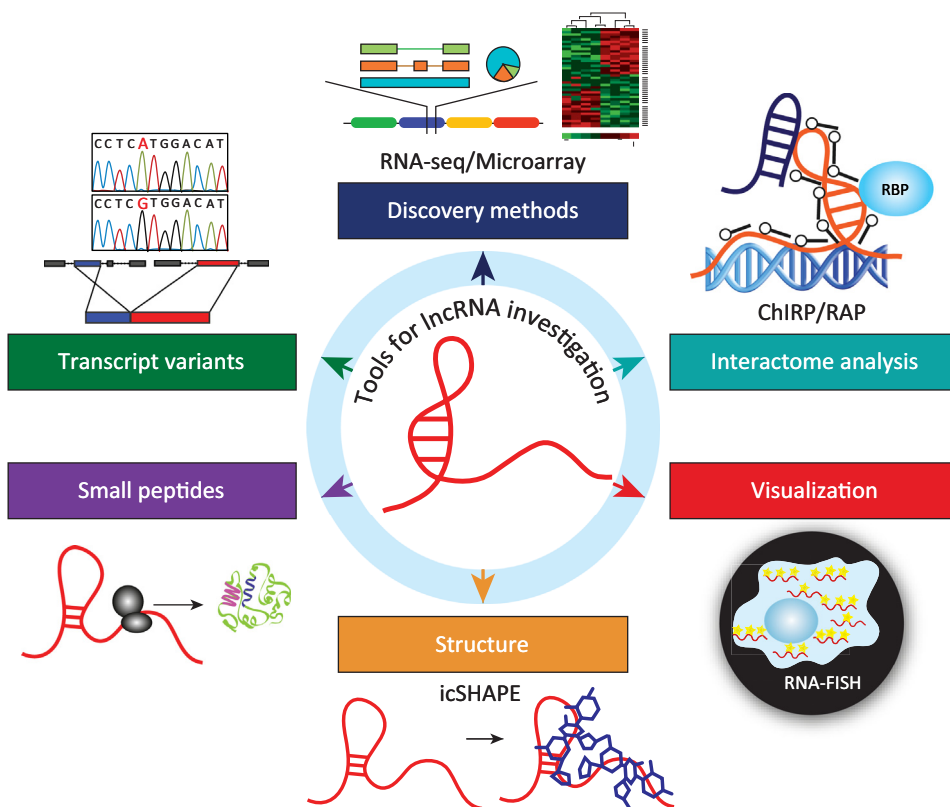 RNA-seq/Microarray
Discovery methods
CCTCATGGACAT
CCTCGTGGACAT
Transcript variants
RBP
ChIRP/RAP
Interactome analysis
Tools for lncRNA investigation
Small peptides
Visualization
RNA-FISH
Structure
icSHAPE